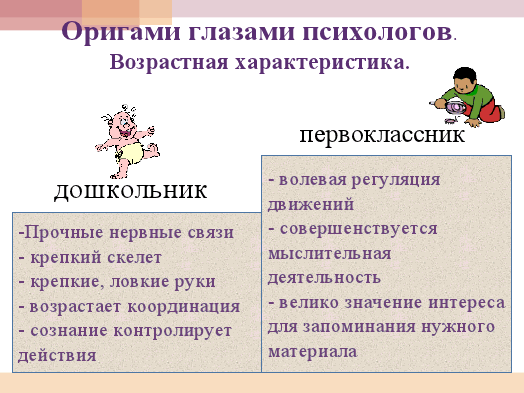 Оригами глазами психологов.
Возрастная характеристика.
первоклассник
дошкольник
- волевая регуляция
движений
- совершенствуется
мыслительная
деятельность
- велико значение интереса
для запоминания нужного
материала
-Прочные нервные связи
- крепкий скелет
- крепкие, ловкие руки
- возрастает координация
- сознание контролирует
действия